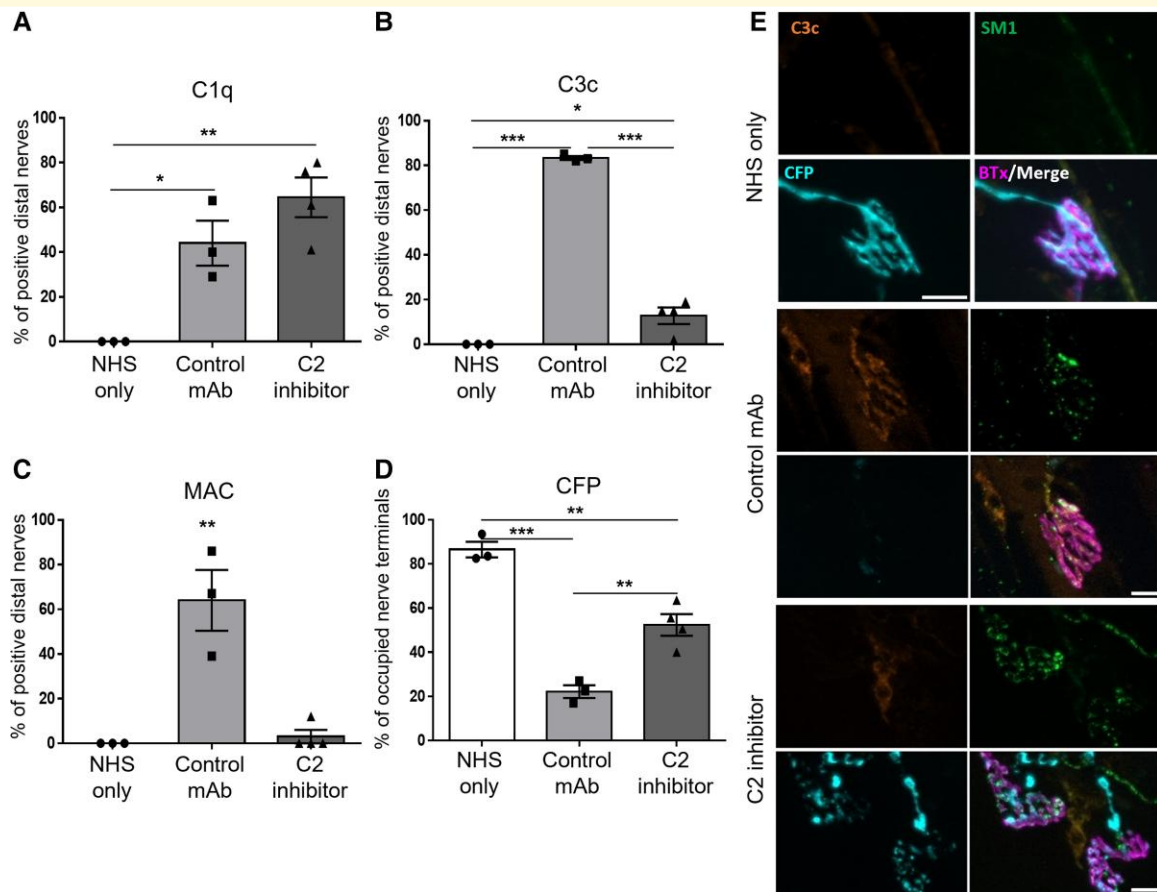 A
C1q
% of positive distal nerves
100
80
60
40
20
0
**
*
NHS only
Control mAb
C2 inhibitor
B
C3c
% of positive distal nerves
100
80
60
40
20
0
*
***
***
NHS only
Control mAb
C2 inhibitor
C
MAC
% of positive distal nerves
100
80
60
40
20
0
**
NHS only
Control mAb
C2 inhibitor
D
CFP
% of occupied nerve terminals
100
80
60
40
20
0
**
***
**
NHS only
Control mAb
C2 inhibitor
E
C3c
SM1
CFP
BTx/Merge
NHS only
Control mAb
C2 inhibitor